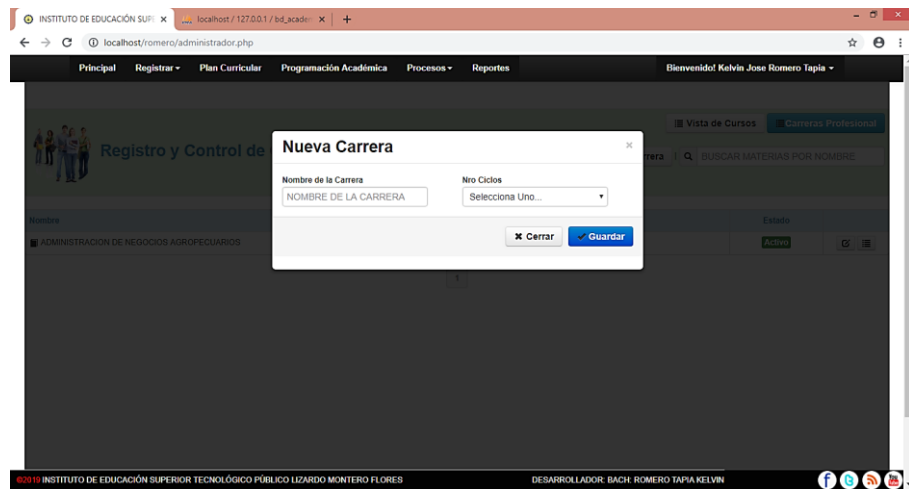 INSTITUTO DE EDUCACIÓN SUPE
localhost / 127.0.0.1 / bd_academ
localhost/romero/administrador.php
Principal Registrar Plan Curricular Programación Académica Procesos Reportes Bienvenido! Kelvin Jose Romero Tapia
Vista de Cursos Carreras Profesional
Registro y Control de
rrera BUSCAR MATERIAS POR NOMBRE
Nueva Carrera ×
Nombre de la Carrera Nro Ciclos
NOMBRE DE LA CARRERA Selecciona Uno...
Cerrar Guardar
Nombre Estado
ADMINISTRACION DE NEGOCIOS AGROPECUARIOS Activo
1
©2019 INSTITUTO DE EDUCACIÓN SUPERIOR TECNOLÓGICO PÚBLICO LIZARDO MONTERO FLORES DESARROLLADOR: BACH: ROMERO TAPIA KELVIN